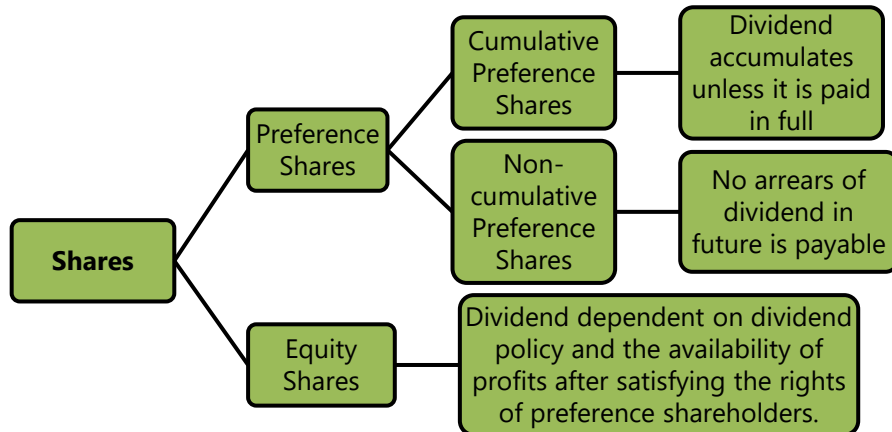 Shares
Preference
Shares
Cumulative
Preference
Shares
Dividend
accumulates
unless it is paid
in full
Non-
cumulative
Preference
Shares
No arrears of
dividend in
future is payable
Equity
Shares
Dividend dependent on dividend
policy and the availability of
profits after satisfying the rights
of preference shareholders.